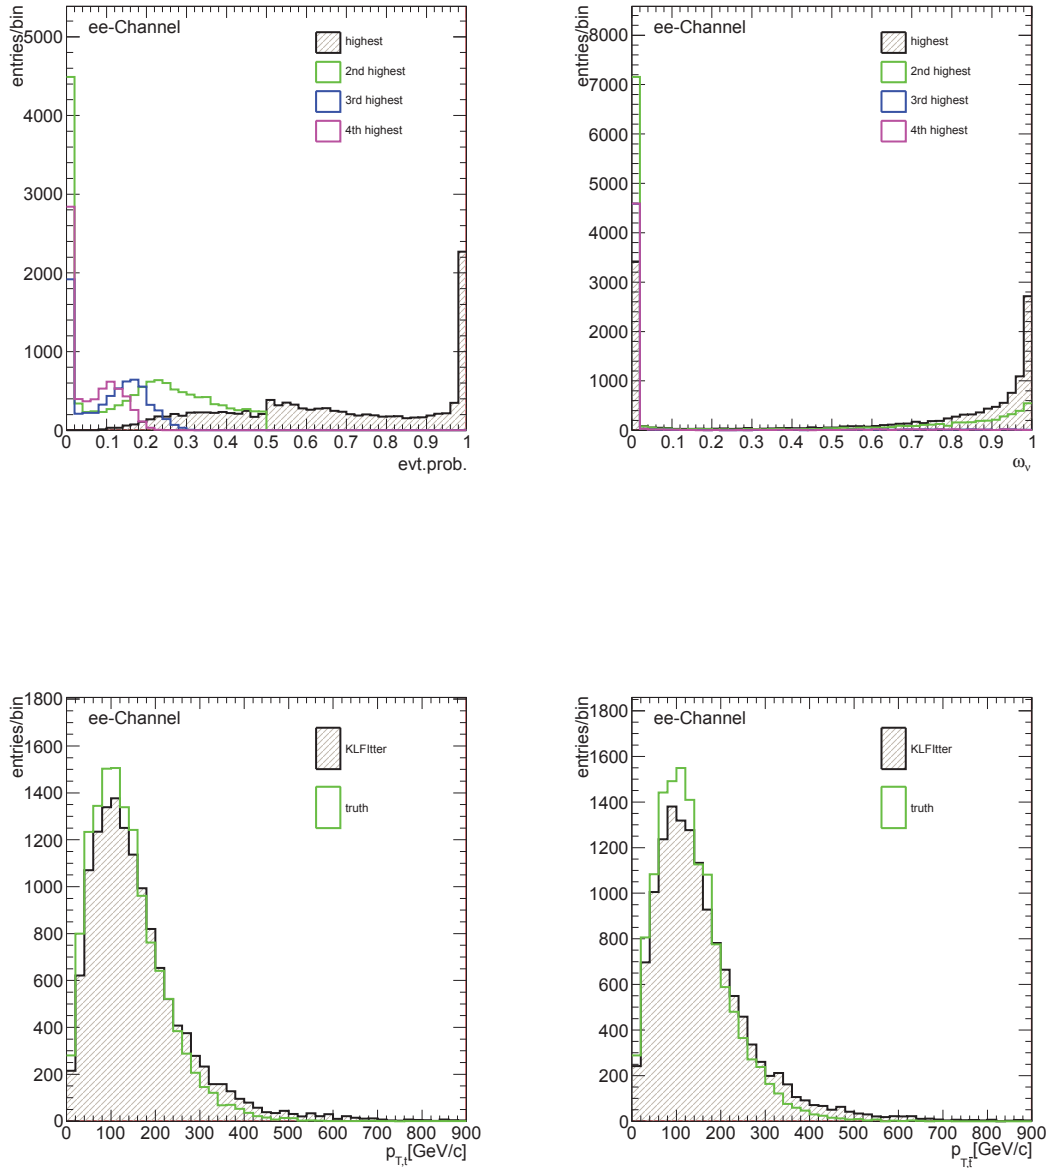 ee-Channel
entries/bin
5000
4000
3000
2000
1000
0
highest
2nd highest
3rd highest
4th highest
0 0.1 0.2 0.3 0.4 0.5 0.6 0.7 0.8 0.9 1
evt.prob.
ee-Channel
entries/bin
8000
7000
6000
5000
4000
3000
2000
1000
0
highest
2nd highest
3rd highest
4th highest
0.1 0.2 0.3 0.4 0.5 0.6 0.7 0.8 0.9 1
ων
ee-Channel
entries/bin
1800
1600
1400
1200
1000
800
600
400
200
0
KLFItter
truth
0 100 200 300 400 500 600 700 800 900
p_T,t[GeV/c]
ee-Channel
entries/bin
1800
1600
1400
1200
1000
800
600
400
200
0
KLFItter
truth
0 100 200 300 400 500 600 700 800 900
p_T,t̄[GeV/c]